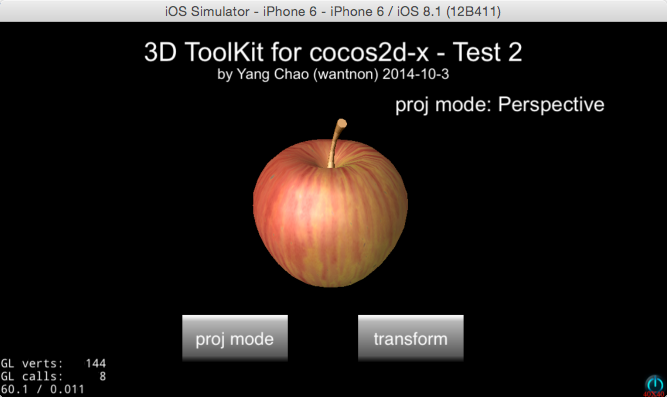 iOS Simulator - iPhone 6 - iPhone 6 / iOS 8.1 (12B411)
3D ToolKit for cocos2d-x - Test 2
by Yang Chao (wantnon) 2014-10-3
proj mode: Perspective
proj mode
transform
GL verts: 144
GL calls: 8
60.1 / 0.011